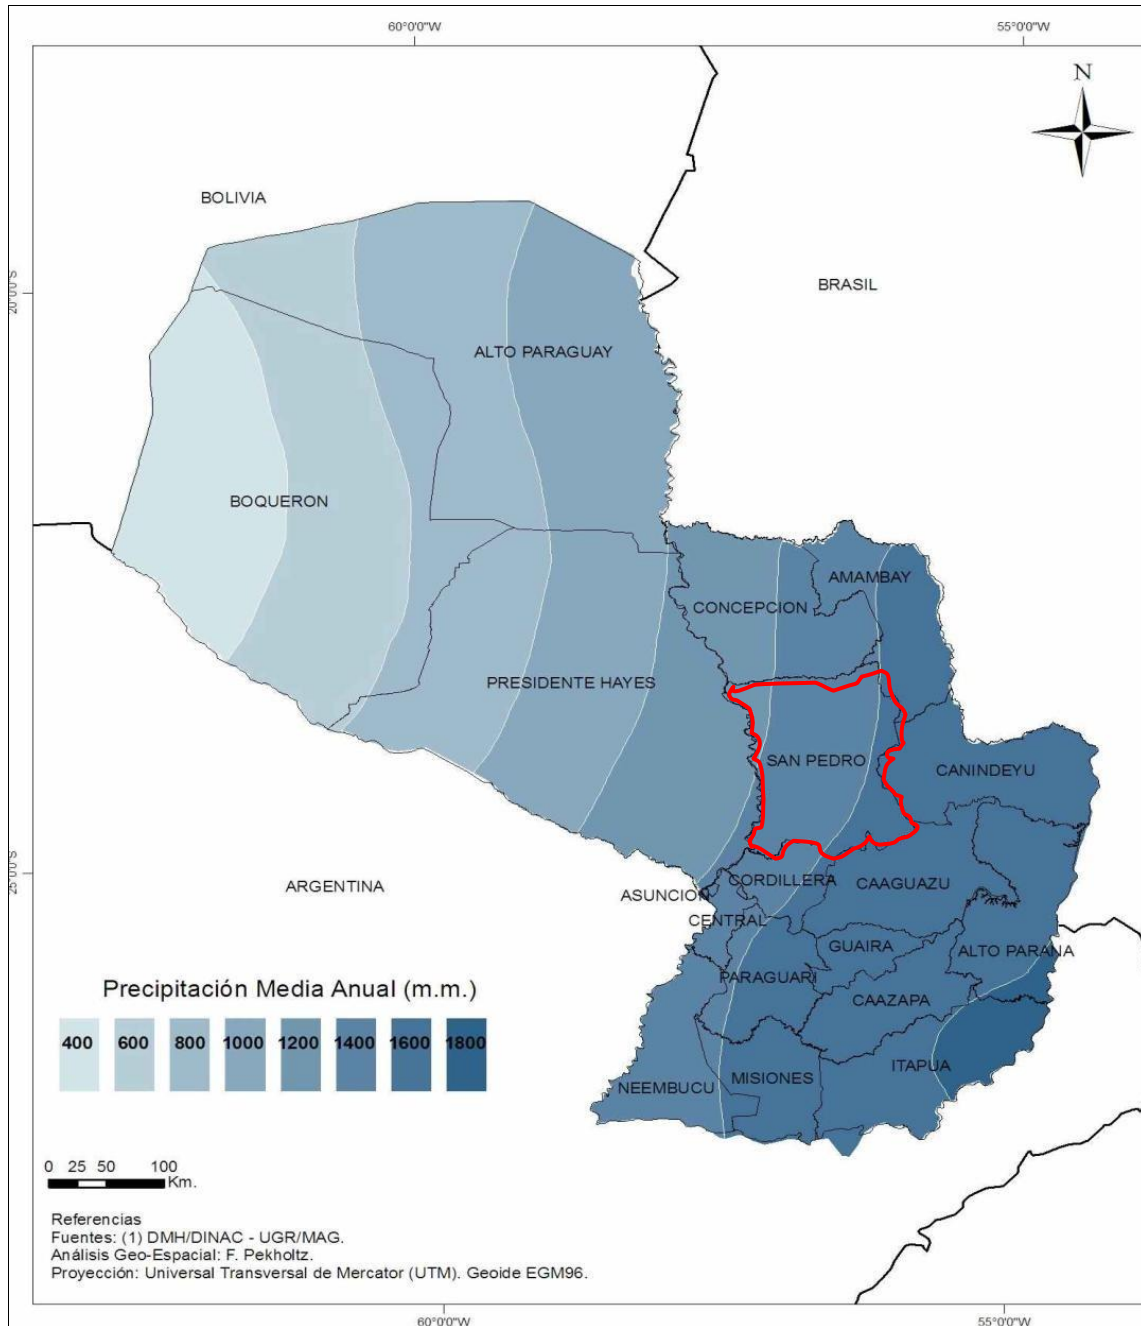 60°0'0"W
55°0'0"W
N
BOLIVIA
20°0'0"S
BRASIL
ALTO PARAGUAY
BOQUERON
AMAMBAY
CONCEPCION
PRESIDENTE HAYES
SAN PEDRO
CANINDEYU
25°0'0"S
ARGENTINA
ASUNCION
CORDILLERA
CAAGUAZU
CENTRAL
GUAIRA
ALTO PARANA
PARAGUARI
CAAZAPA
ITAPUA
NEEMBUCU
MISIONES
Precipitación Media Anual (m.m.)
400 600 800 1000 1200 1400 1600 1800
0 25 50 100
Km.
Referencias
Fuentes: (1) DMH/DINAC - UGR/MAG.
Análisis Geo-Espacial: F. Pekholtz.
Proyección: Universal Transversal de Mercator (UTM). Geoide EGM96.
60°0'0"W
55°0'0"W